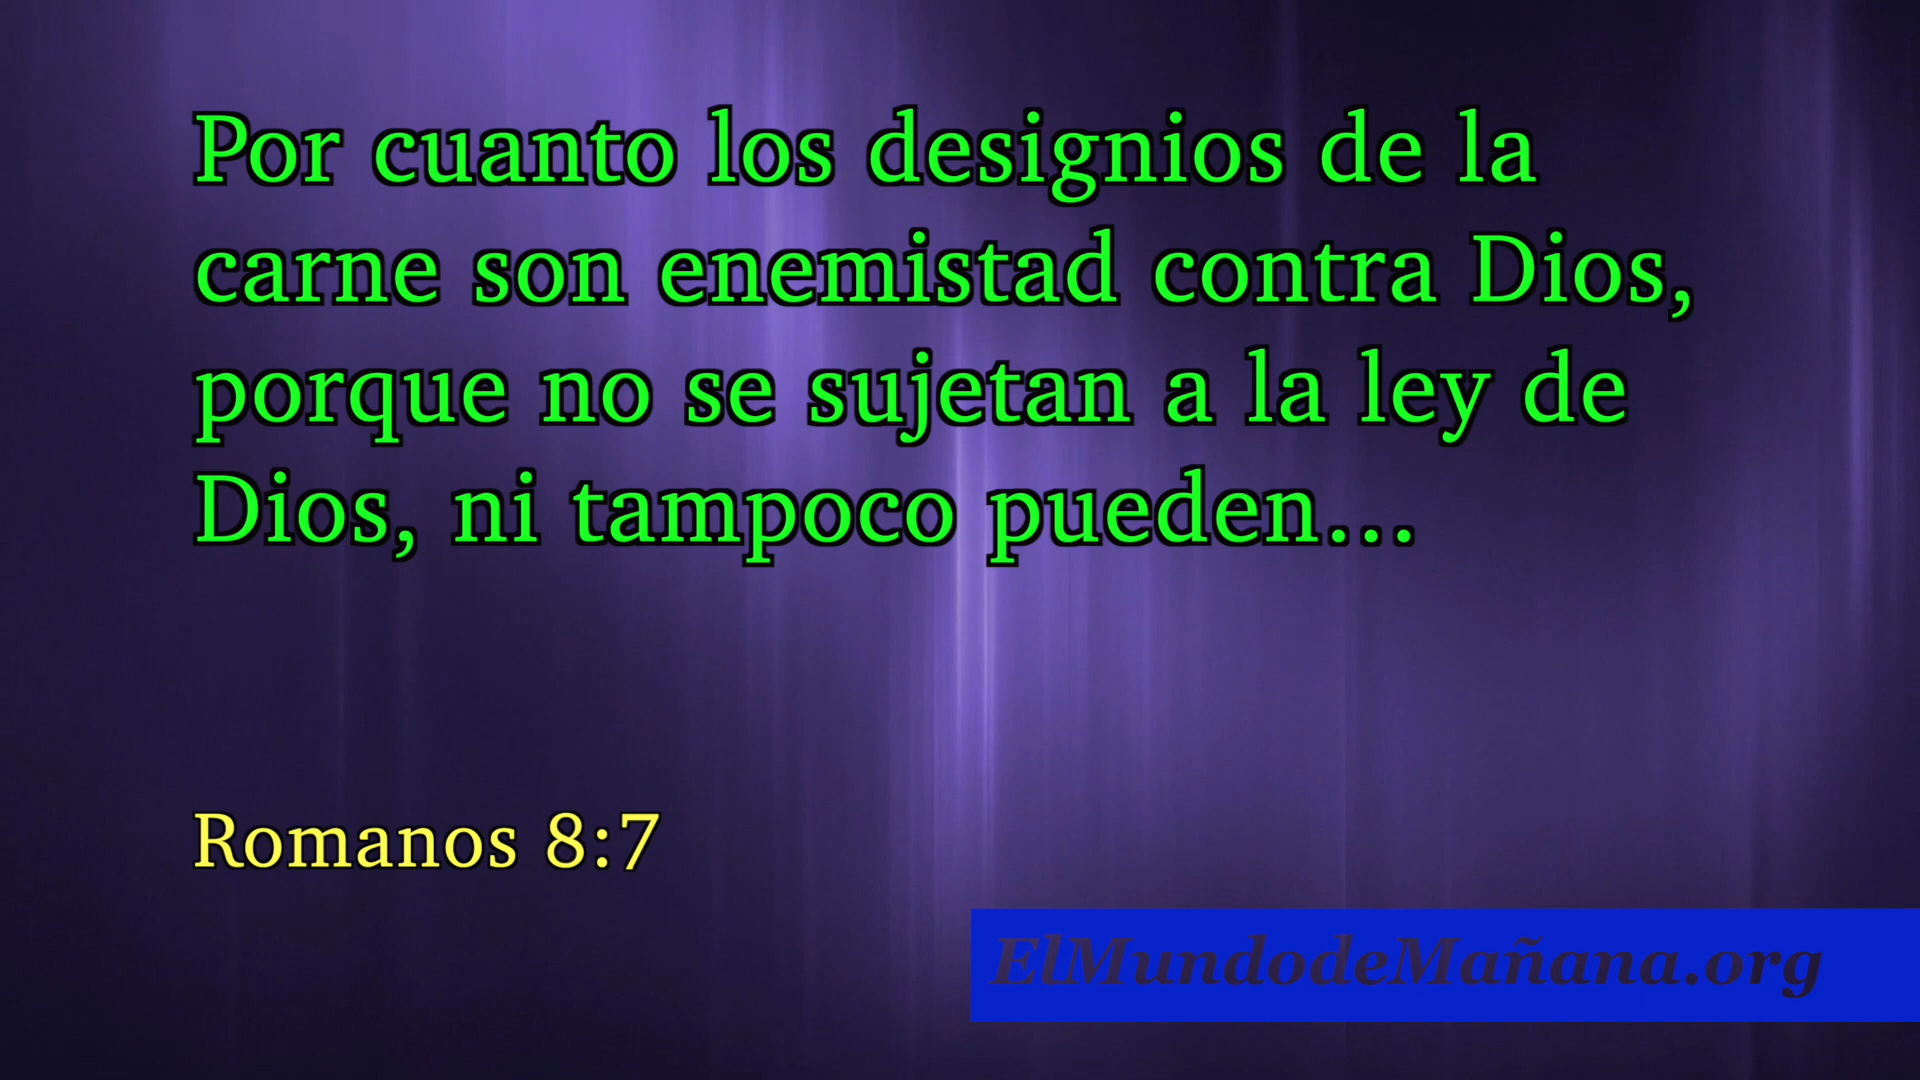 Por cuanto los designios de la
carne son enemistad contra Dios,
porque no se sujetan a la ley de
Dios, ni tampoco pueden...
Romanos 8:7
ElMundodeMañana.org